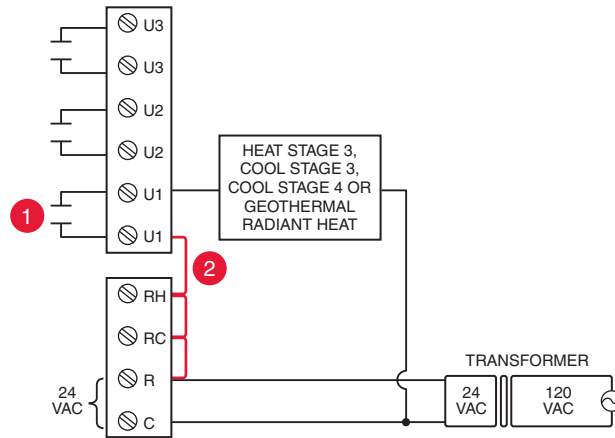 U3
U3
U2
U2
U1
U1
1
HEAT STAGE 3,
COOL STAGE 3,
COOL STAGE 4 OR
GEOTHERMAL
RADIANT HEAT
2
RH
RC
R
C
24
VAC
TRANSFORMER
24
VAC
120
VAC